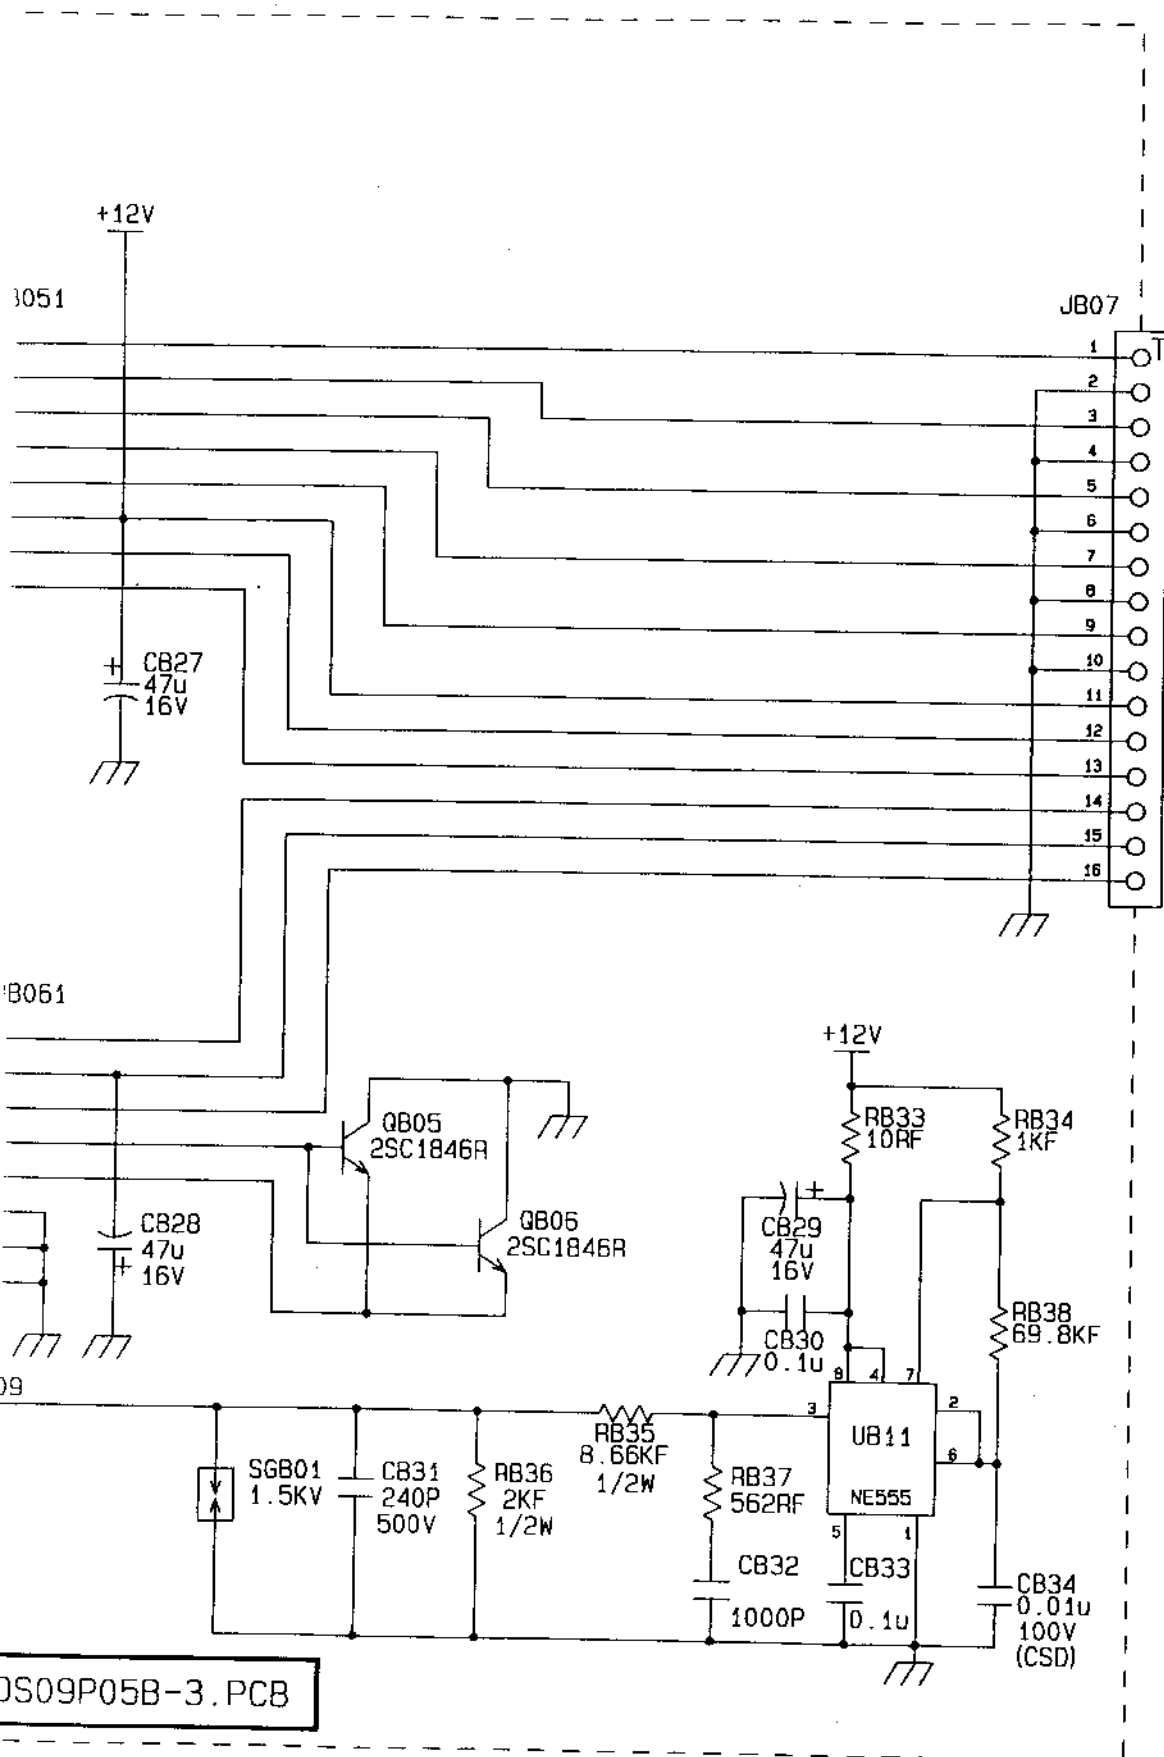 +12V
B051
JB07
1
2
3
4
5
6
7
8
9
10
11
12
13
14
15
16
CB27
47u
16V
B061
+12V
QB05
2SC1846R
RB33
10RF
RB34
1KF
QB06
2SC1846R
CB28
47u
16V
CB29
47u
16V
CB30
0.1u
RB38
69.8KF
09
8
4
7
3
2
6
5
1
UB11
NE555
SGB01
1.5KV
CB31
240P
500V
RB36
2KF
1/2W
RB35
8.66KF
1/2W
RB37
562RF
CB32
1000P
CB33
0.1u
CB34
0.01u
100V
(CSD)
DS09P05B-3.PCB